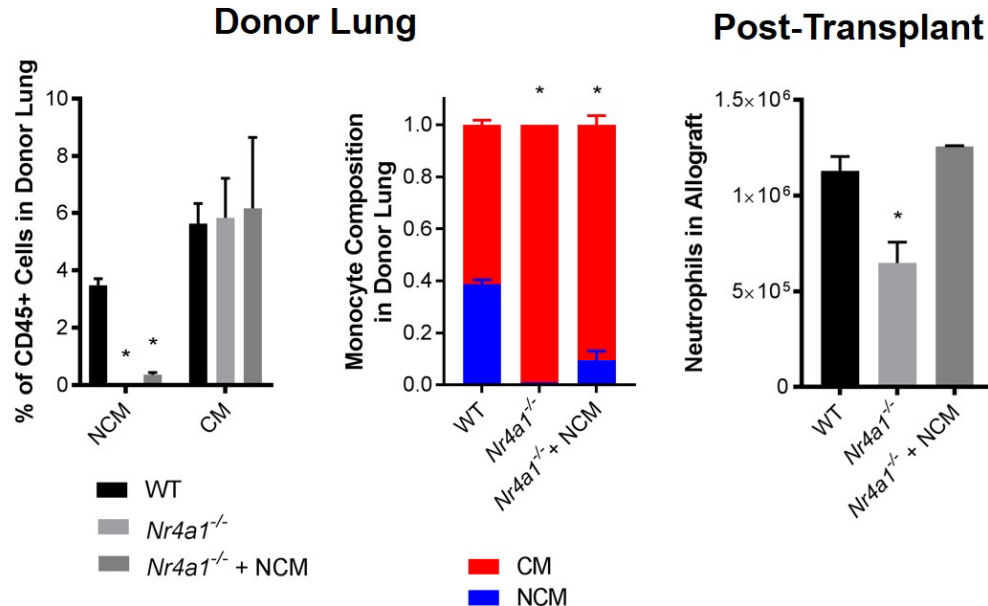 Donor Lung
Post-Transplant
% of CD45+ Cells in Donor Lung
10
8
6
4
2
0
*
*
NCM
CM
WT
Nr4a1-/-
Nr4a1-/- + NCM
Monocyte Composition
in Donor Lung
1.0
0.8
0.6
0.4
0.2
0.0
*
*
WT
Nr4a1-/-
Nr4a1-/- + NCM
CM
NCM
Neutrophils in Allograft
1.5×10⁶
1×10⁶
5×10⁵
0
*
WT
Nr4a1-/-
Nr4a1-/- + NCM